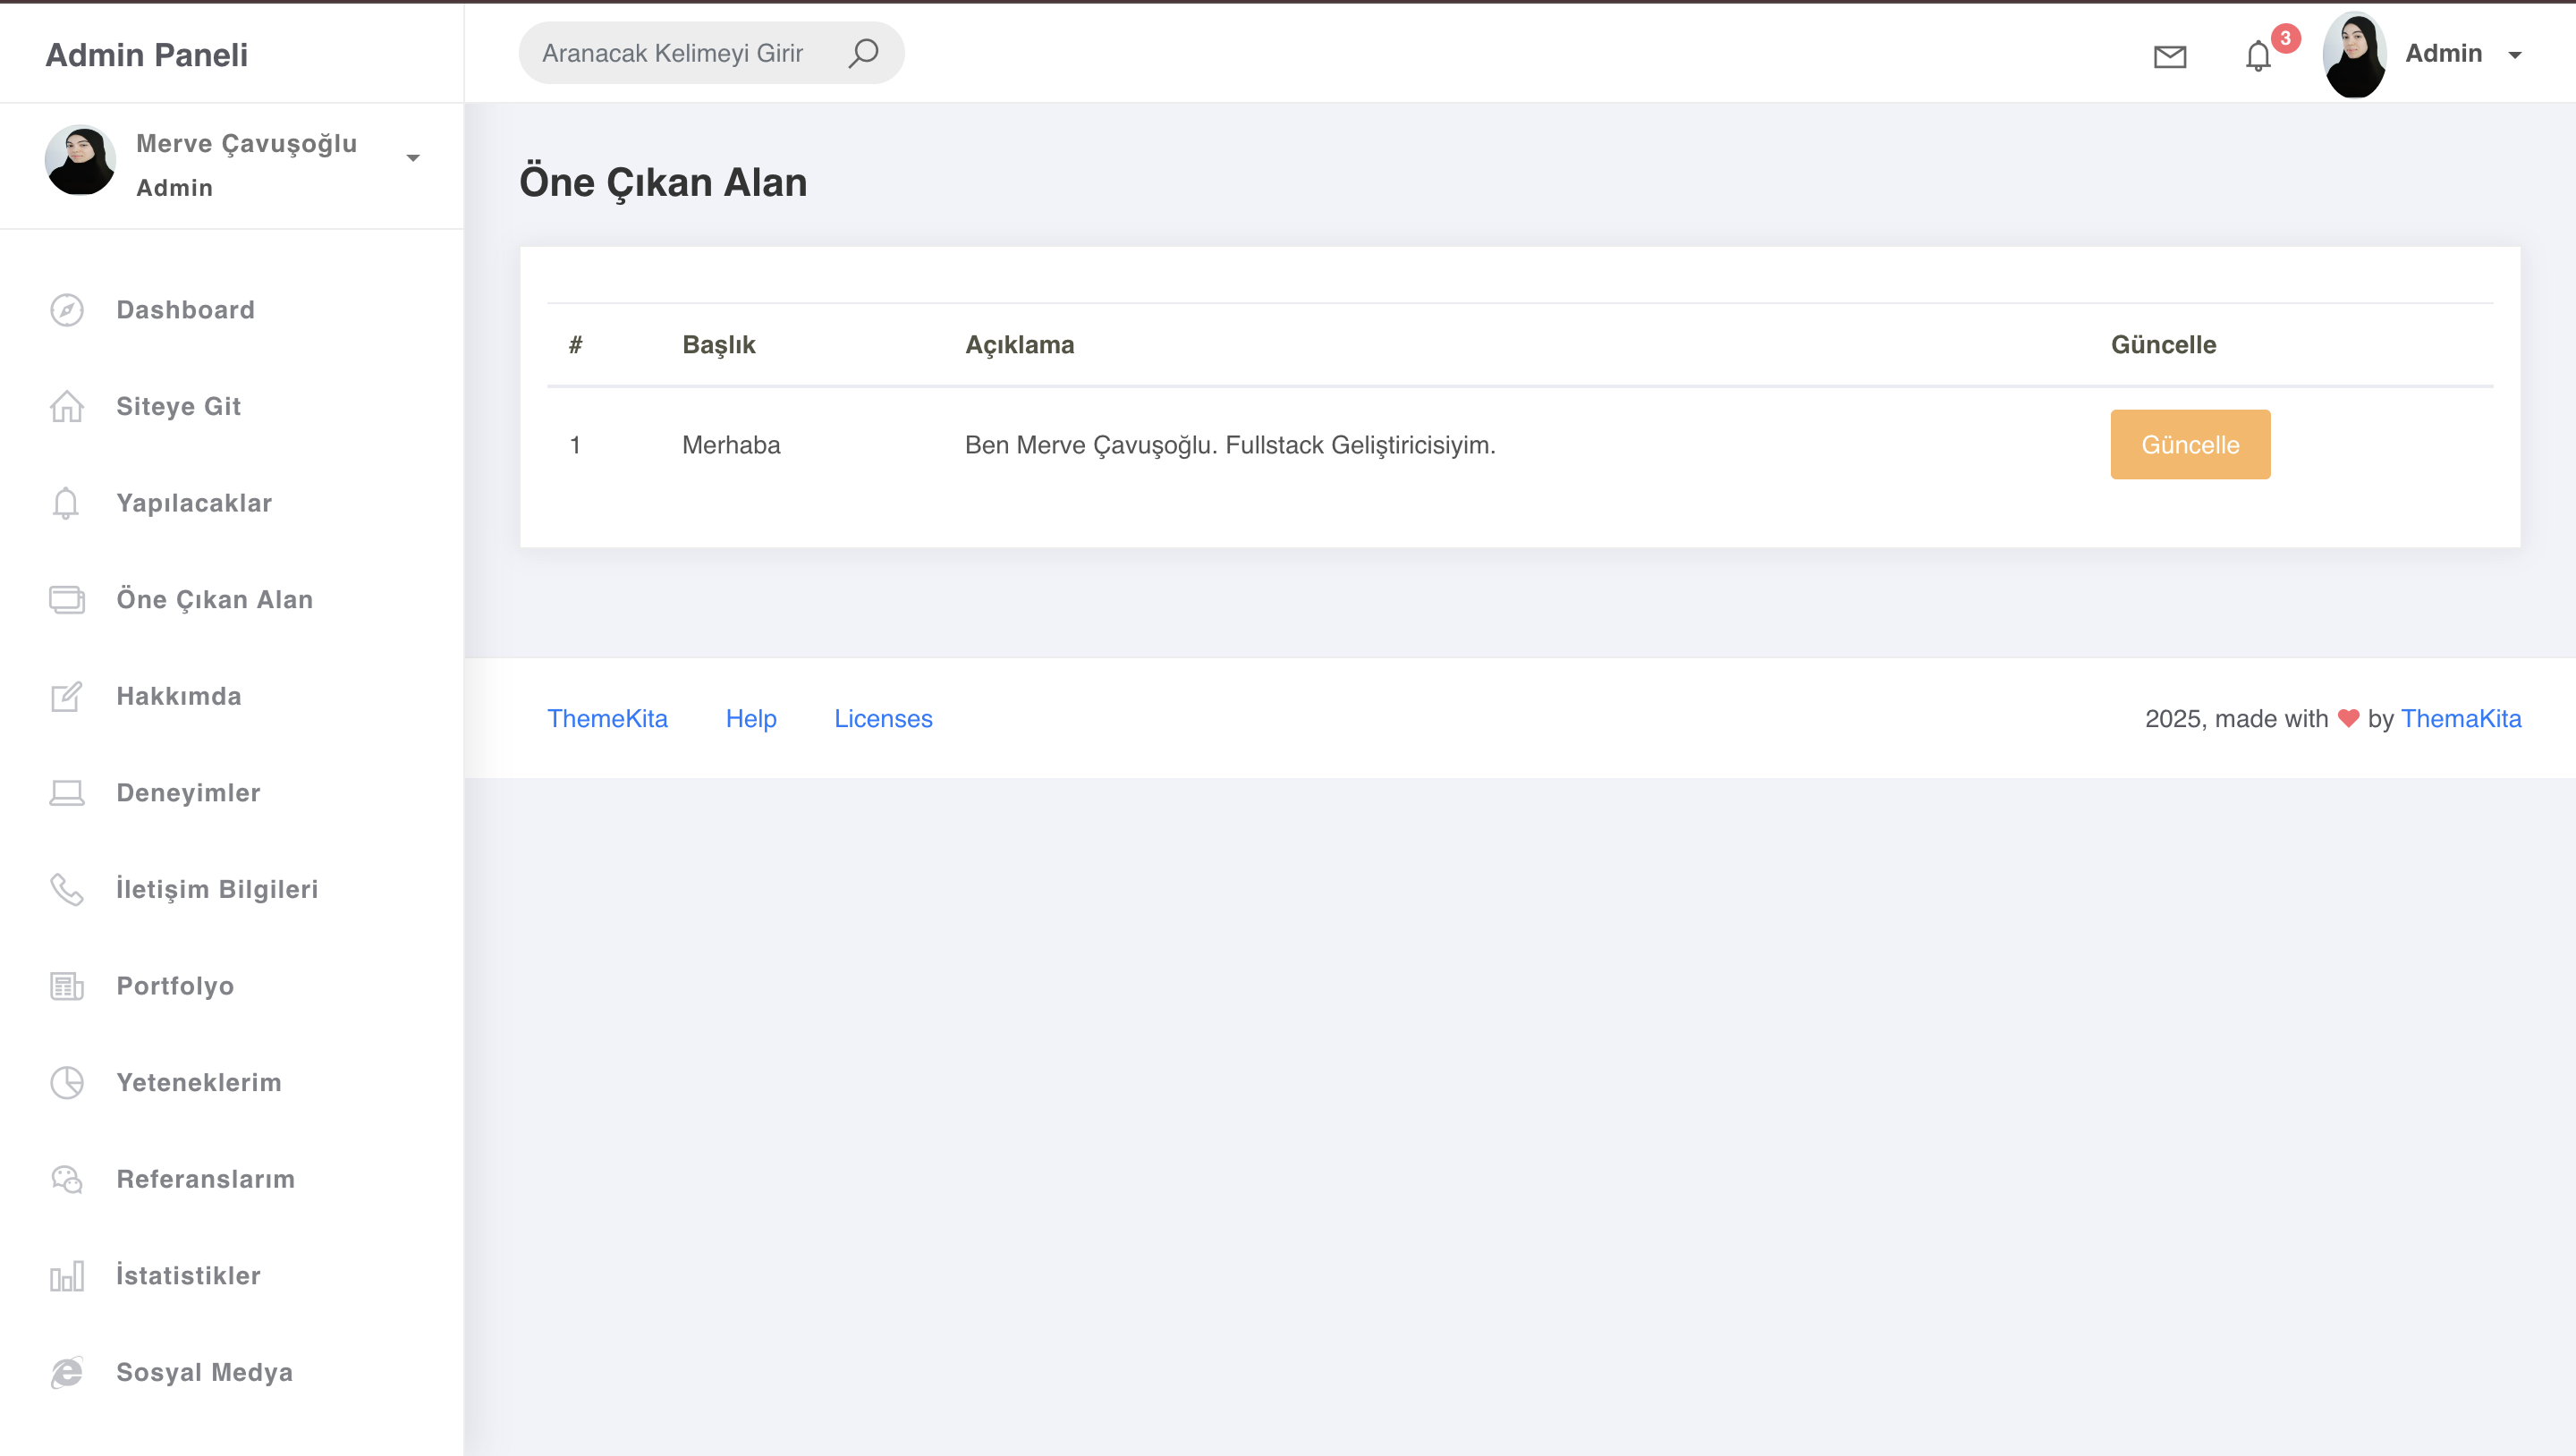 Admin Paneli
Aranacak Kelimeyi Girir
3
Admin
Merve Çavuşoğlu
Admin
Dashboard
Siteye Git
Yapılacaklar
Öne Çıkan Alan
Hakkımda
Deneyimler
İletişim Bilgileri
Portfolyo
Yeteneklerim
Referanslarım
İstatistikler
Sosyal Medya
Öne Çıkan Alan
# Başlık Açıklama Güncelle
1 Merhaba Ben Merve Çavuşoğlu. Fullstack Geliştiricisiyim. Güncelle
ThemeKita Help Licenses 2025, made with ❤ by ThemaKita